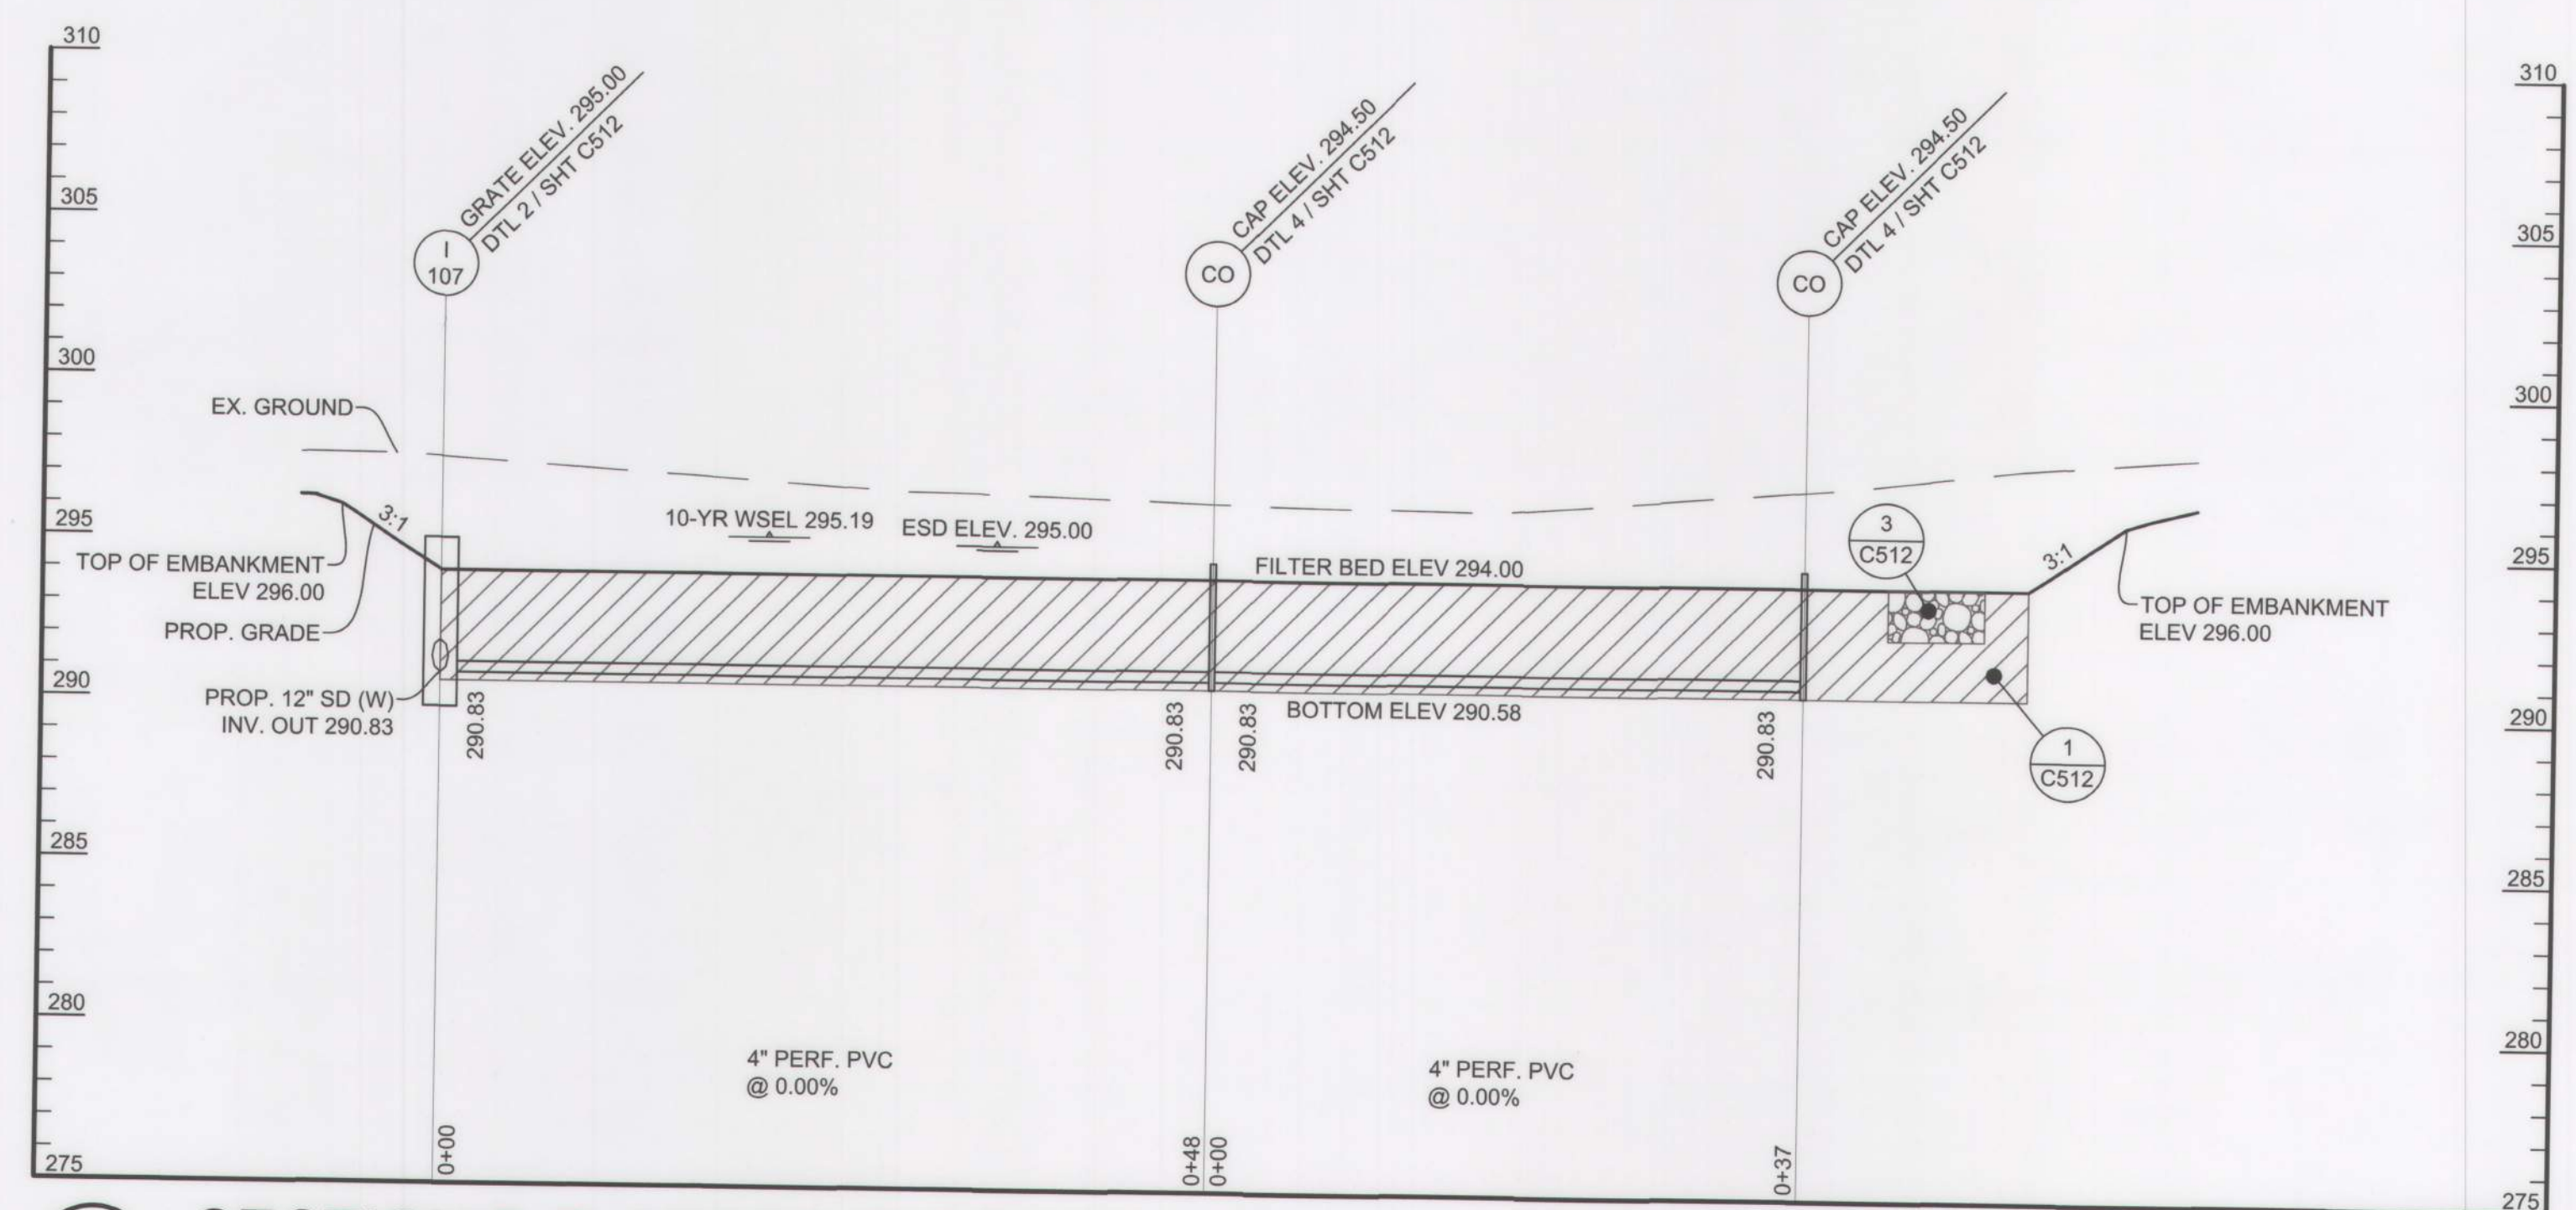 310
310
GRATE ELEV. 295.00
DTL 2 / SHT C512
I
107
CAP ELEV. 294.50
DTL 4 / SHT C512
CO
CAP ELEV. 294.50
DTL 4 / SHT C512
CO
305
305
300
300
EX. GROUND
295
295
3:1
10-YR WSEL 295.19
ESD ELEV. 295.00
TOP OF EMBANKMENT
ELEV 296.00
PROP. GRADE
FILTER BED ELEV 294.00
3
C512
3:1
TOP OF EMBANKMENT
ELEV 296.00
290
290
PROP. 12" SD (W)
INV. OUT 290.83
290.83
290.83
290.83
BOTTOM ELEV 290.58
290.83
1
C512
285
285
280
280
4" PERF. PVC
@ 0.00%
4" PERF. PVC
@ 0.00%
0+00
0+48
0+00
0+37
275
275